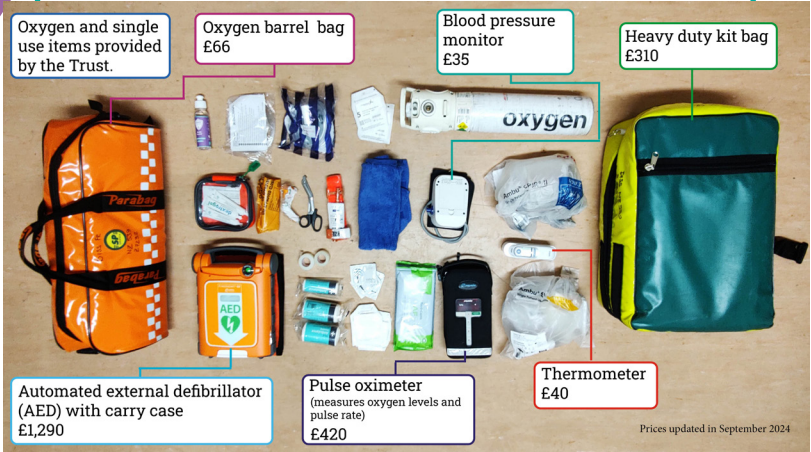 Oxygen and single
use items provided
by the Trust.
Oxygen barrel bag
£66
Blood pressure
monitor
£35
Heavy duty kit bag
£310
oxygen
Parabag
Parabag
Ambu
Ambu
AED
Automated external defibrillator
(AED) with carry case
£1,290
Pulse oximeter
(measures oxygen levels and
pulse rate)
£420
Thermometer
£40
Prices updated in September 2024